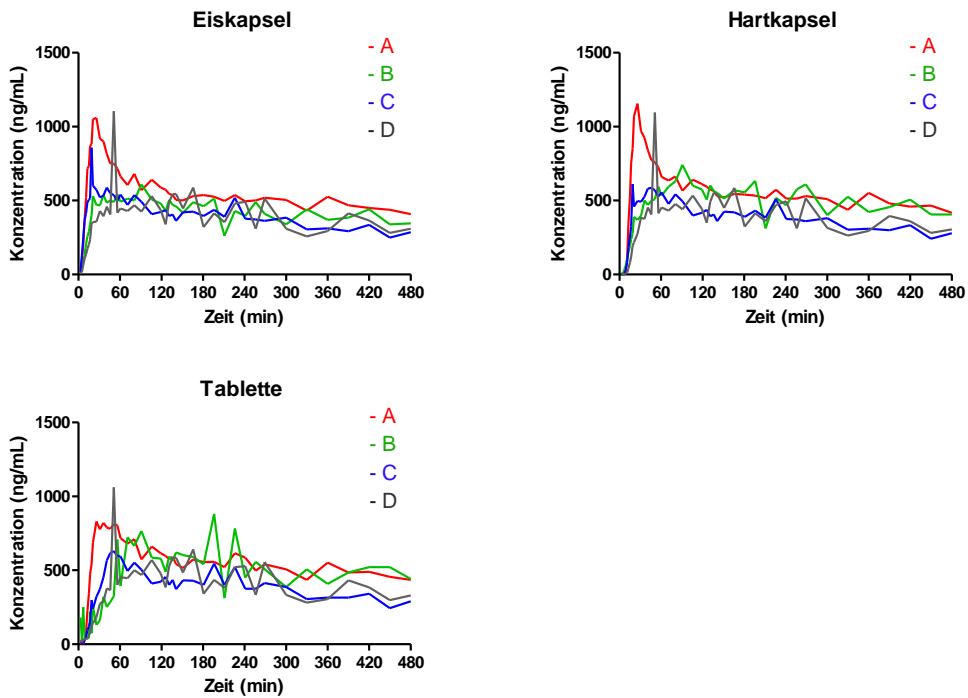 Eiskapsel
Konzentration (ng/mL)
1500
1000
500
0
0 60 120 180 240 300 360 420 480
Zeit (min)
- A
- B
- C
- D
Hartkapsel
Konzentration (ng/mL)
1500
1000
500
0
0 60 120 180 240 300 360 420 480
Zeit (min)
- A
- B
- C
- D
Tablette
Konzentration (ng/mL)
1500
1000
500
0
0 60 120 180 240 300 360 420 480
Zeit (min)
- A
- B
- C
- D